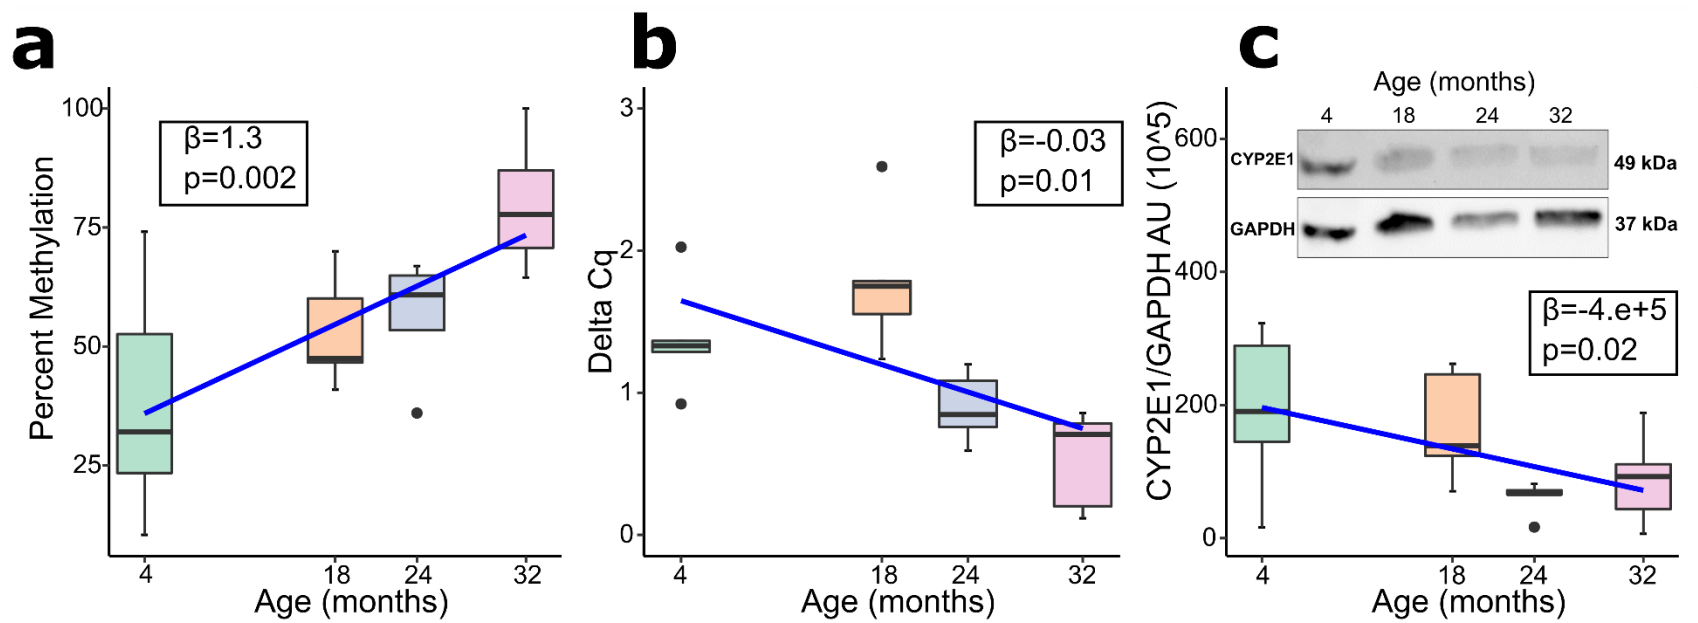 a
100
75
50
25
Percent Methylation
β=1.3
p=0.002
4 18 24 32
Age (months)
b
3
2
1
0
Delta Cq
β=-0.03
p=0.01
4 18 24 32
Age (months)
c
600
400
200
0
CYP2E1/GAPDH AU (10^5)
Age (months)
4 18 24 32
CYP2E1 49 kDa
GAPDH 37 kDa
β=-4.e+5
p=0.02
4 18 24 32
Age (months)